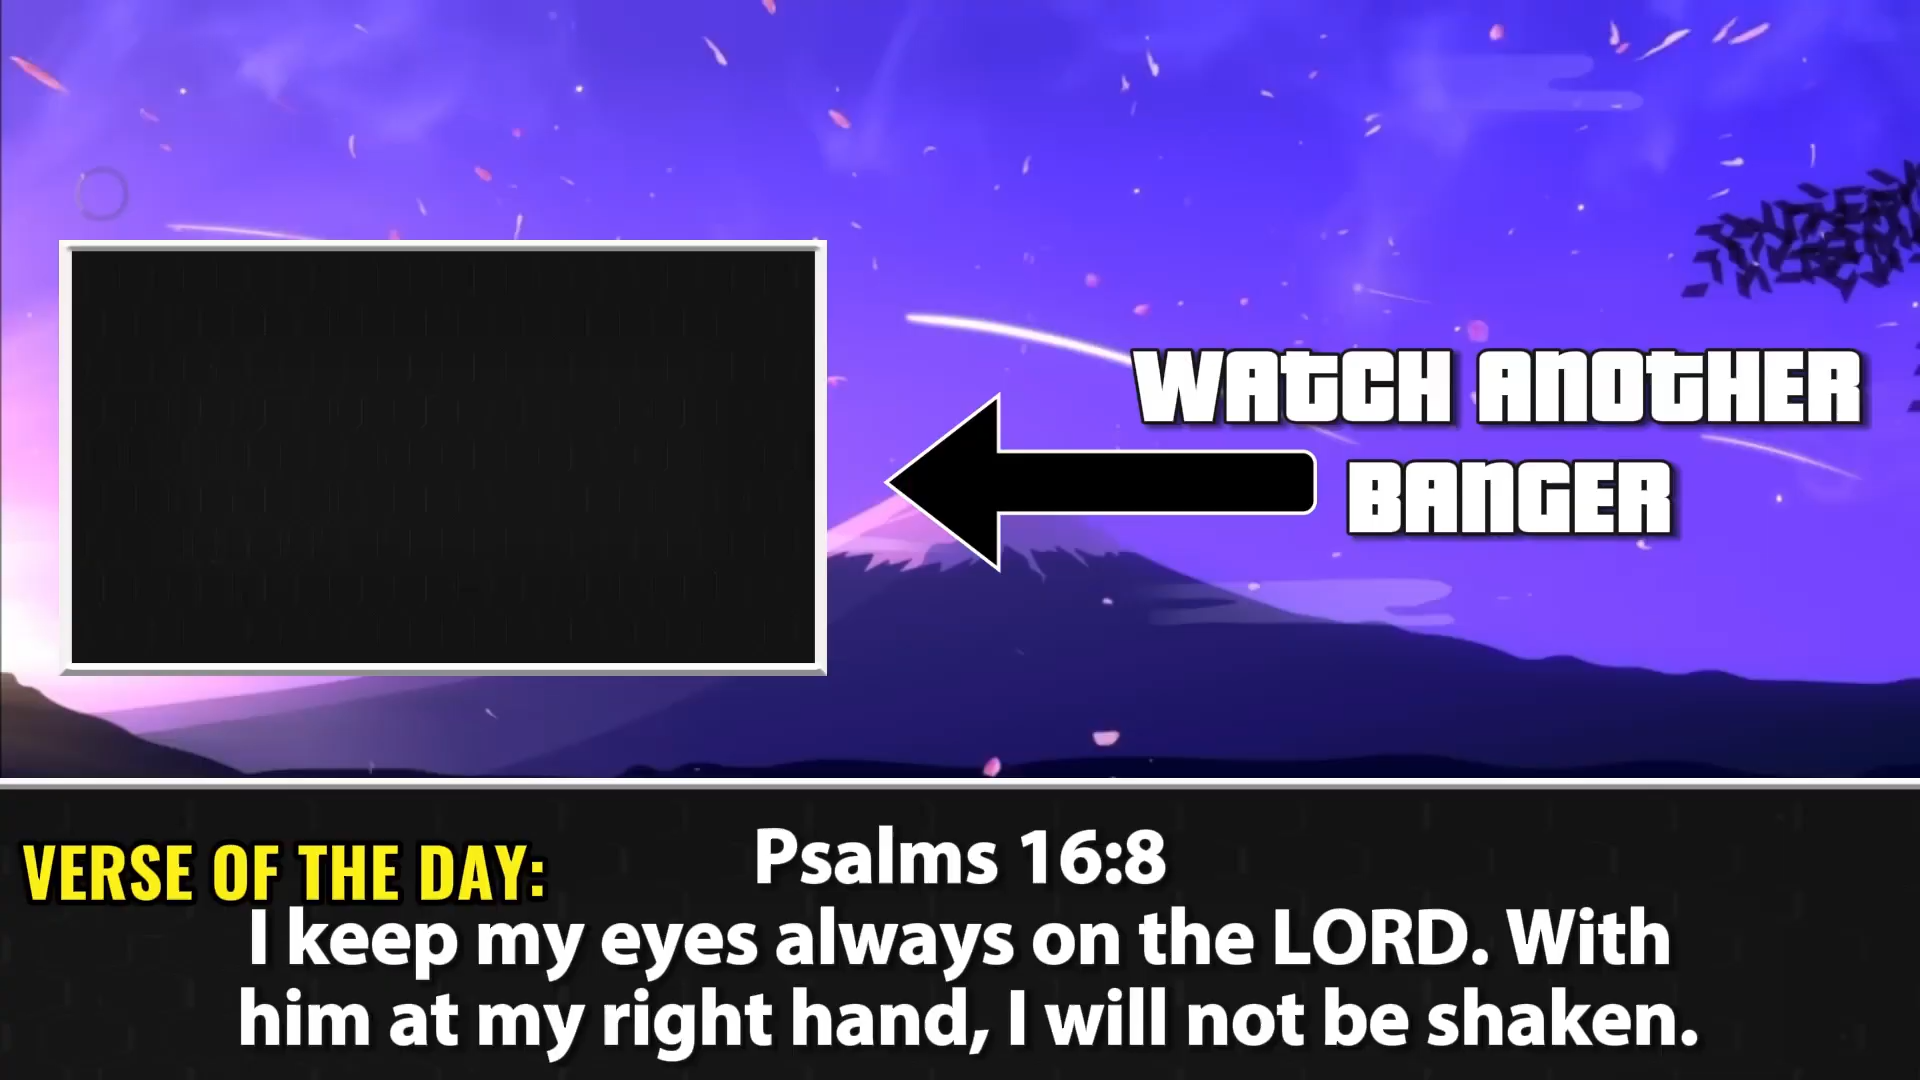 WATCH ANOTHER
BANGER
VERSE OF THE DAY:
Psalms 16:8
I keep my eyes always on the LORD. With
him at my right hand, I will not be shaken.